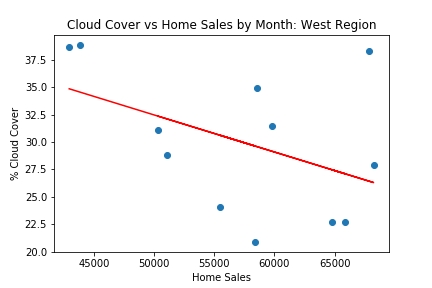 Cloud Cover vs Home Sales by Month: West Region
37.5
35.0
32.5
30.0
27.5
25.0
22.5
20.0
% Cloud Cover
45000 50000 55000 60000 65000
Home Sales